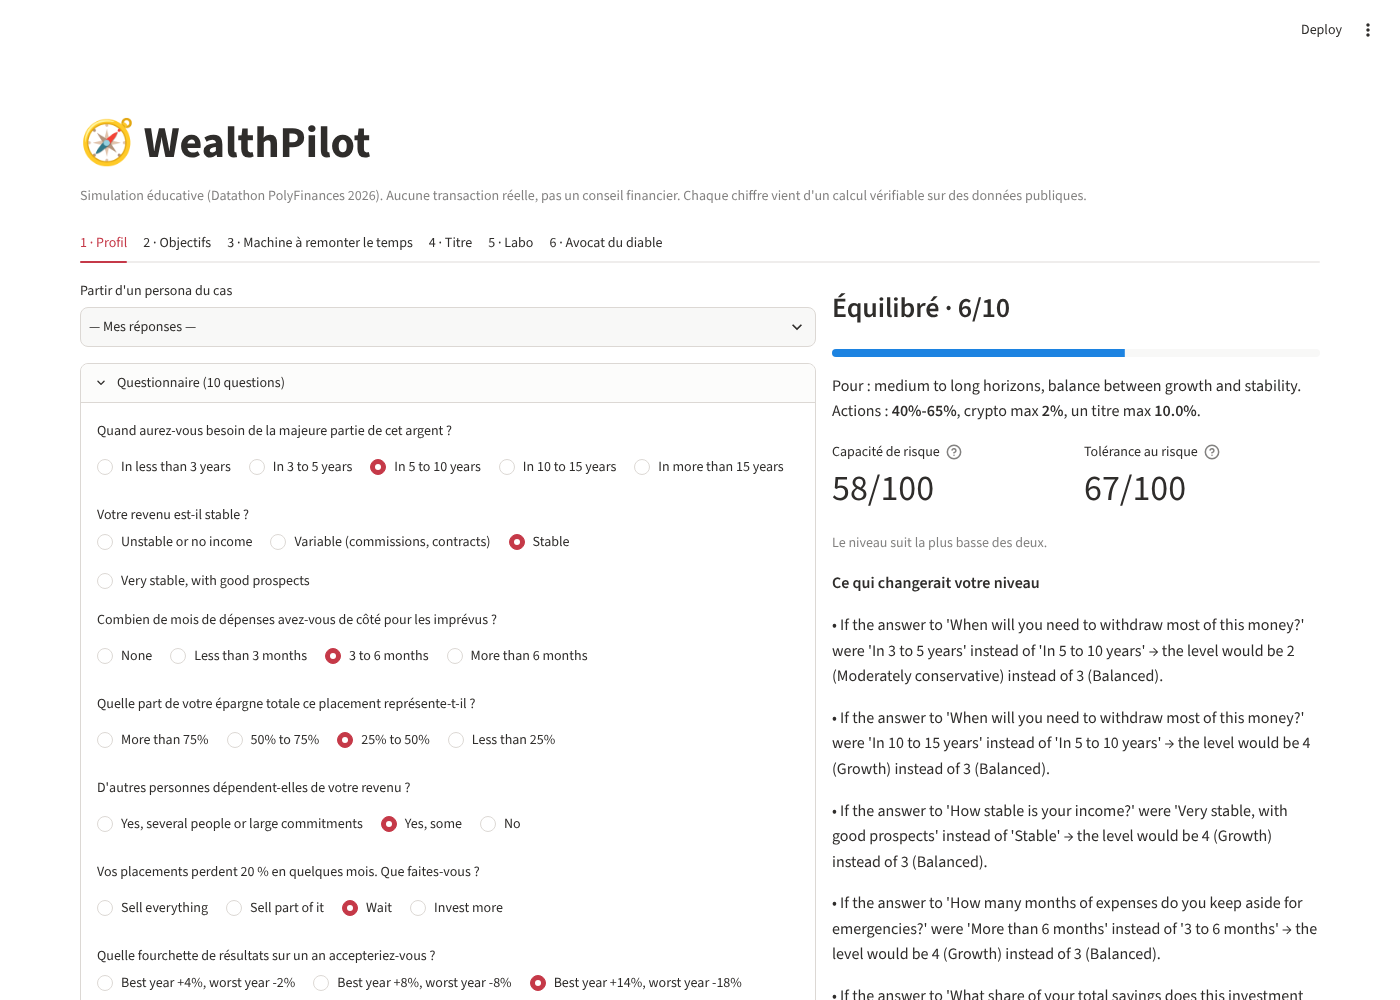 Deploy
WealthPilot
Simulation éducative (Datathon PolyFinances 2026). Aucune transaction réelle, pas un conseil financier. Chaque chiffre vient d'un calcul vérifiable sur des données publiques.
1 · Profil
2 · Objectifs
3 · Machine à remonter le temps
4 · Titre
5 · Labo
6 · Avocat du diable
Partir d'un persona du cas
— Mes réponses —
Questionnaire (10 questions)
Quand aurez-vous besoin de la majeure partie de cet argent ?
In less than 3 years
In 3 to 5 years
In 5 to 10 years
In 10 to 15 years
In more than 15 years
Votre revenu est-il stable ?
Unstable or no income
Variable (commissions, contracts)
Stable
Very stable, with good prospects
Combien de mois de dépenses avez-vous de côté pour les imprévus ?
None
Less than 3 months
3 to 6 months
More than 6 months
Quelle part de votre épargne totale ce placement représente-t-il ?
More than 75%
50% to 75%
25% to 50%
Less than 25%
D'autres personnes dépendent-elles de votre revenu ?
Yes, several people or large commitments
Yes, some
No
Vos placements perdent 20 % en quelques mois. Que faites-vous ?
Sell everything
Sell part of it
Wait
Invest more
Quelle fourchette de résultats sur un an accepteriez-vous ?
Best year +4%, worst year -2%
Best year +8%, worst year -8%
Best year +14%, worst year -18%
Équilibré · 6/10
Pour : medium to long horizons, balance between growth and stability.
Actions : 40%-65%, crypto max 2%, un titre max 10.0%.
Capacité de risque
58/100
Tolérance au risque
67/100
Le niveau suit la plus basse des deux.
Ce qui changerait votre niveau
• If the answer to 'When will you need to withdraw most of this money?'
were 'In 3 to 5 years' instead of 'In 5 to 10 years' → the level would be 2
(Moderately conservative) instead of 3 (Balanced).
• If the answer to 'When will you need to withdraw most of this money?'
were 'In 10 to 15 years' instead of 'In 5 to 10 years' → the level would be 4
(Growth) instead of 3 (Balanced).
• If the answer to 'How stable is your income?' were 'Very stable, with
good prospects' instead of 'Stable' → the level would be 4 (Growth)
instead of 3 (Balanced).
• If the answer to 'How many months of expenses do you keep aside for
emergencies?' were 'More than 6 months' instead of '3 to 6 months' → the
level would be 4 (Growth) instead of 3 (Balanced).
• If the answer to 'What share of your total savings does this investment